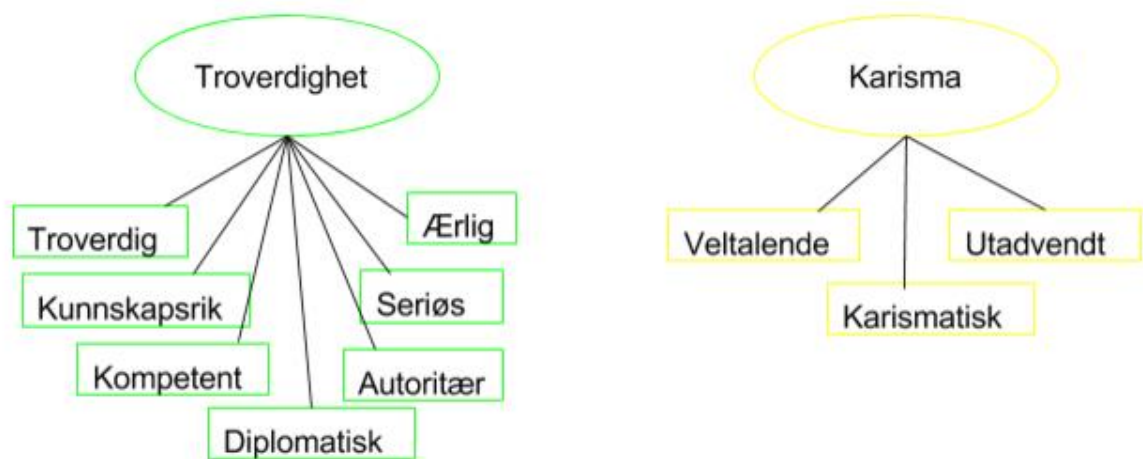 Troverdighet
Karisma
Troverdig
Ærlig
Veltalende
Utadvendt
Kunnskapsrik
Seriøs
Karismatisk
Kompetent
Autoritær
Diplomatisk